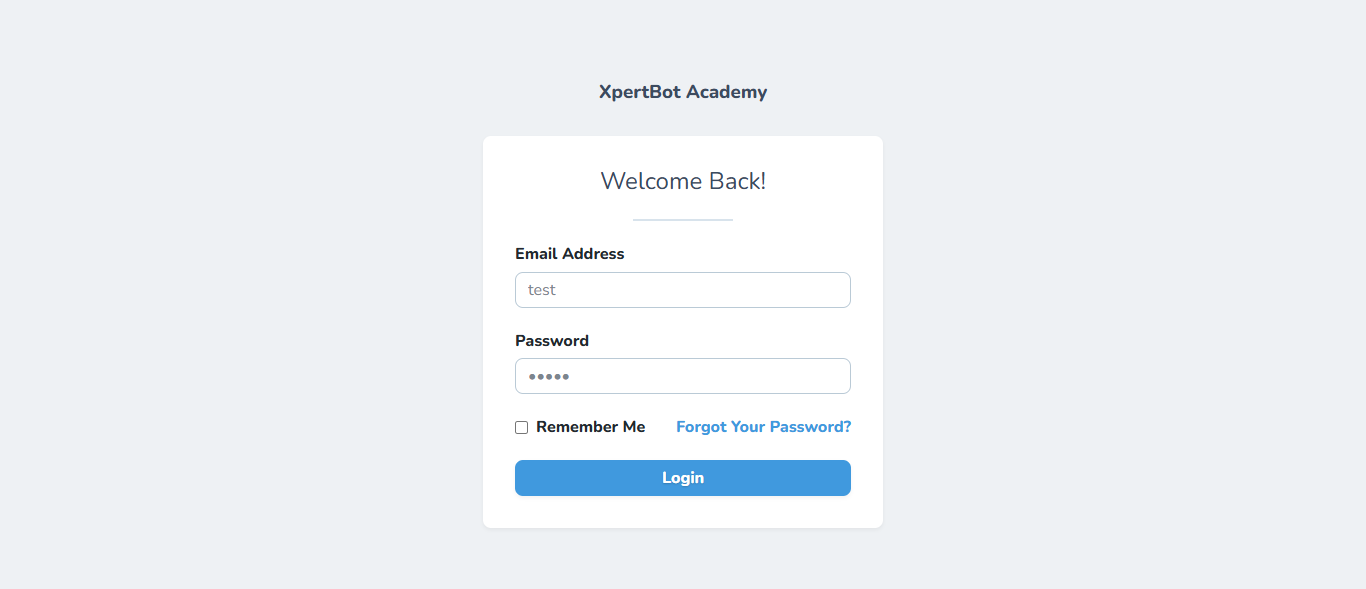 XpertBot Academy
Welcome Back!
Email Address
test
Password
•••••
Remember Me Forgot Your Password?
Login